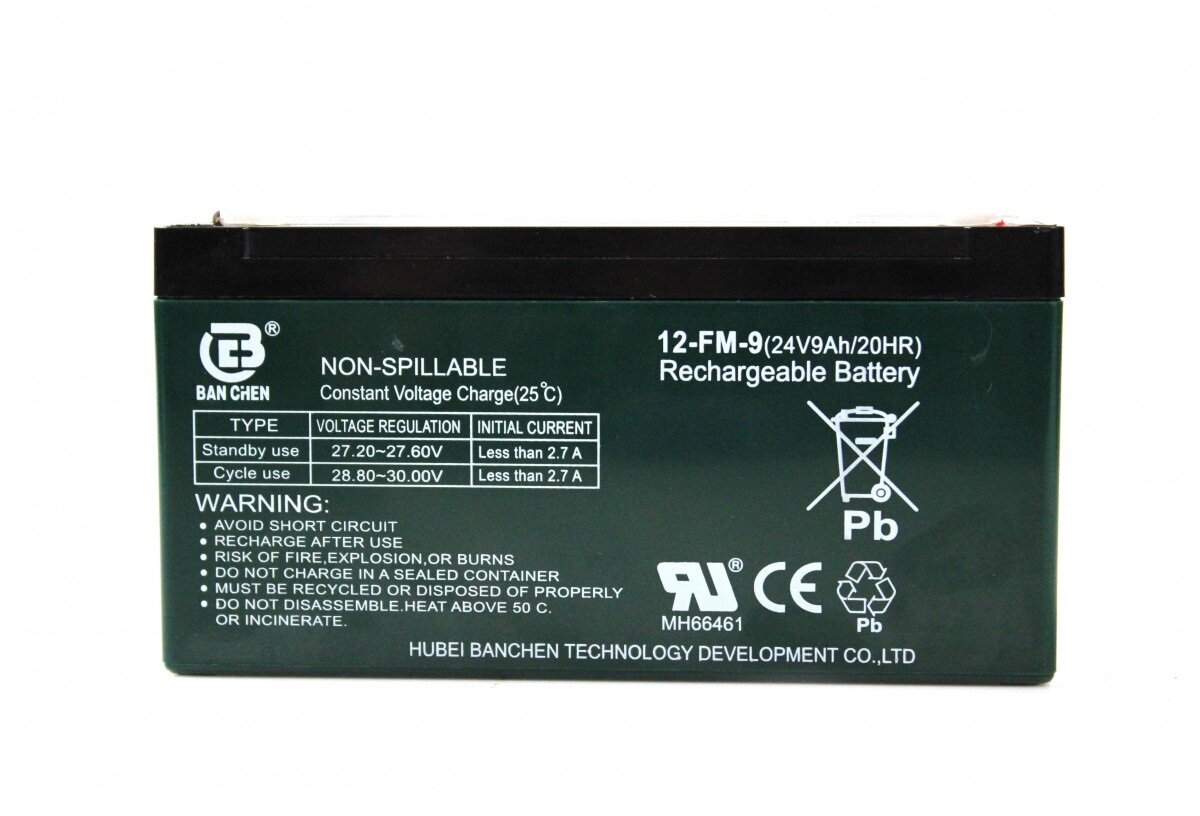 BAN CHEN
®
NON-SPILLABLE
Constant Voltage Charge(25℃)
TYPE VOLTAGE REGULATION INITIAL CURRENT
Standby use 27.20~27.60V Less than 2.7 A
Cycle use 28.80~30.00V Less than 2.7 A
WARNING:
• AVOID SHORT CIRCUIT
• RECHARGE AFTER USE
• RISK OF FIRE,EXPLOSION,OR BURNS
• DO NOT CHARGE IN A SEALED CONTAINER
• MUST BE RECYCLED OR DISPOSED OF PROPERLY
• DO NOT DISASSEMBLE.HEAT ABOVE 50 C.
OR INCINERATE.
12-FM-9(24V9Ah/20HR)
Rechargeable Battery
Pb
RU® CE
MH66461
Pb
HUBEI BANCHEN TECHNOLOGY DEVELOPMENT CO.,LTD